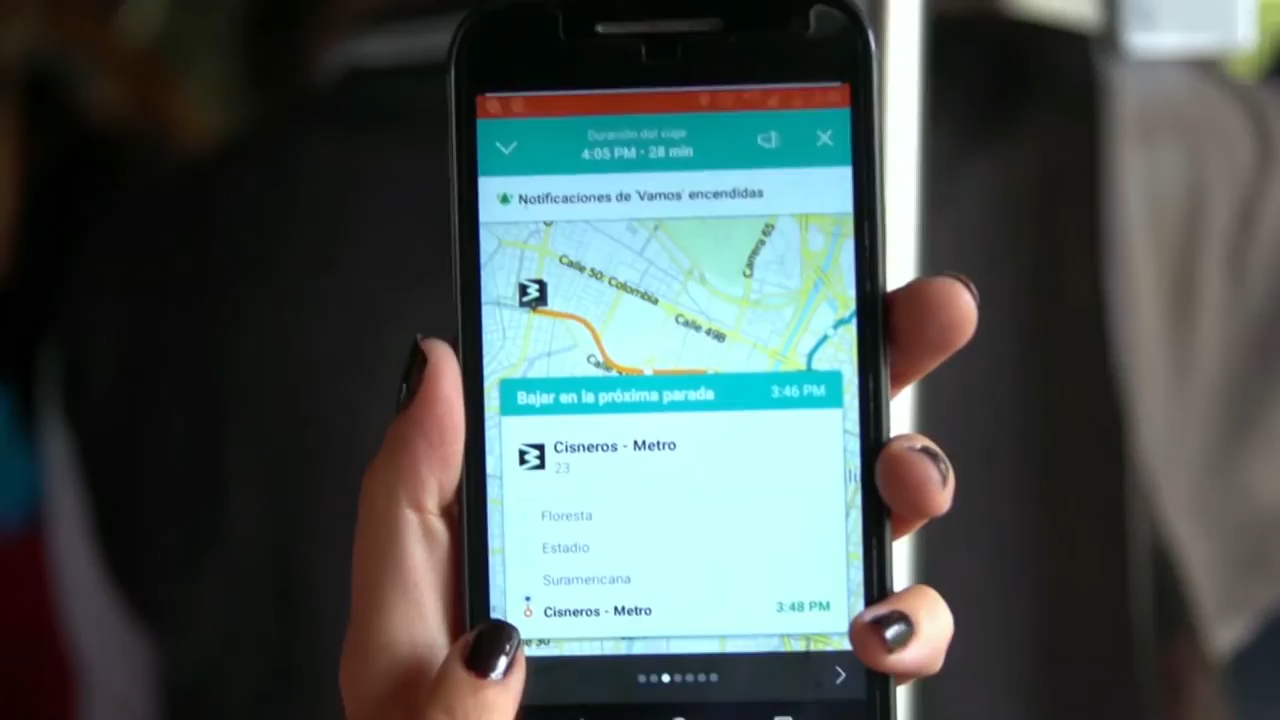 Duración del viaje
4:05 PM • 28 min
Notificaciones de 'Vamos' encendidas
Carrera 65
Calle 50: Colombia
Calle 49B
Calle
Bajar en la próxima parada 3:46 PM
Cisneros - Metro
23
Floresta
Estadio
Suramericana
Cisneros - Metro 3:48 PM